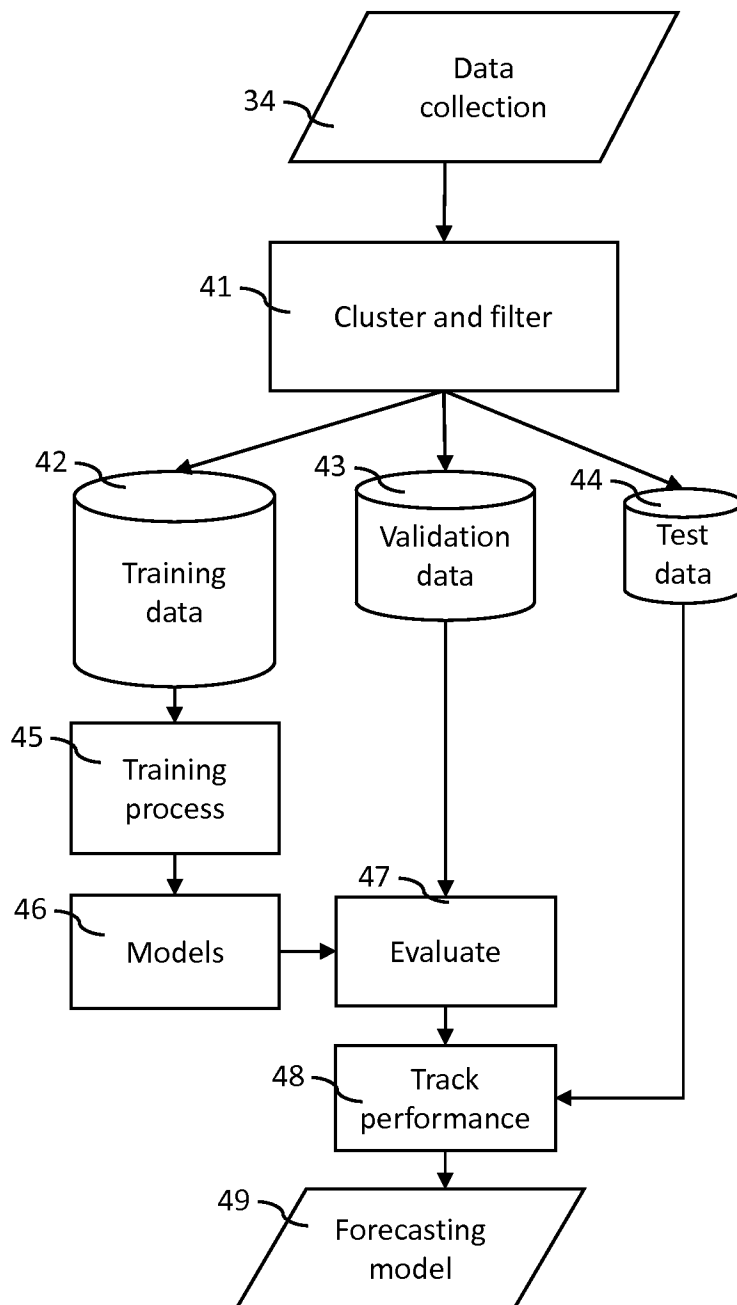 34
Data
collection
41
Cluster and filter
42
Training
data
43
Validation
data
44
Test
data
45
Training
process
46
Models
47
Evaluate
48
Track
performance
49
Forecasting
model